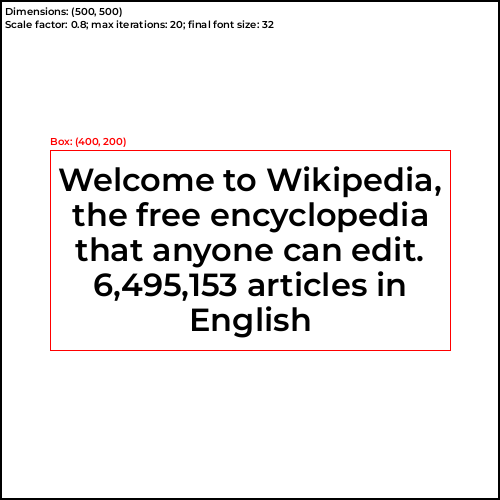 Dimensions: (500, 500)
Scale factor: 0.8; max iterations: 20; final font size: 32
Box: (400, 200)
Welcome to Wikipedia,
the free encyclopedia
that anyone can edit.
6,495,153 articles in
English